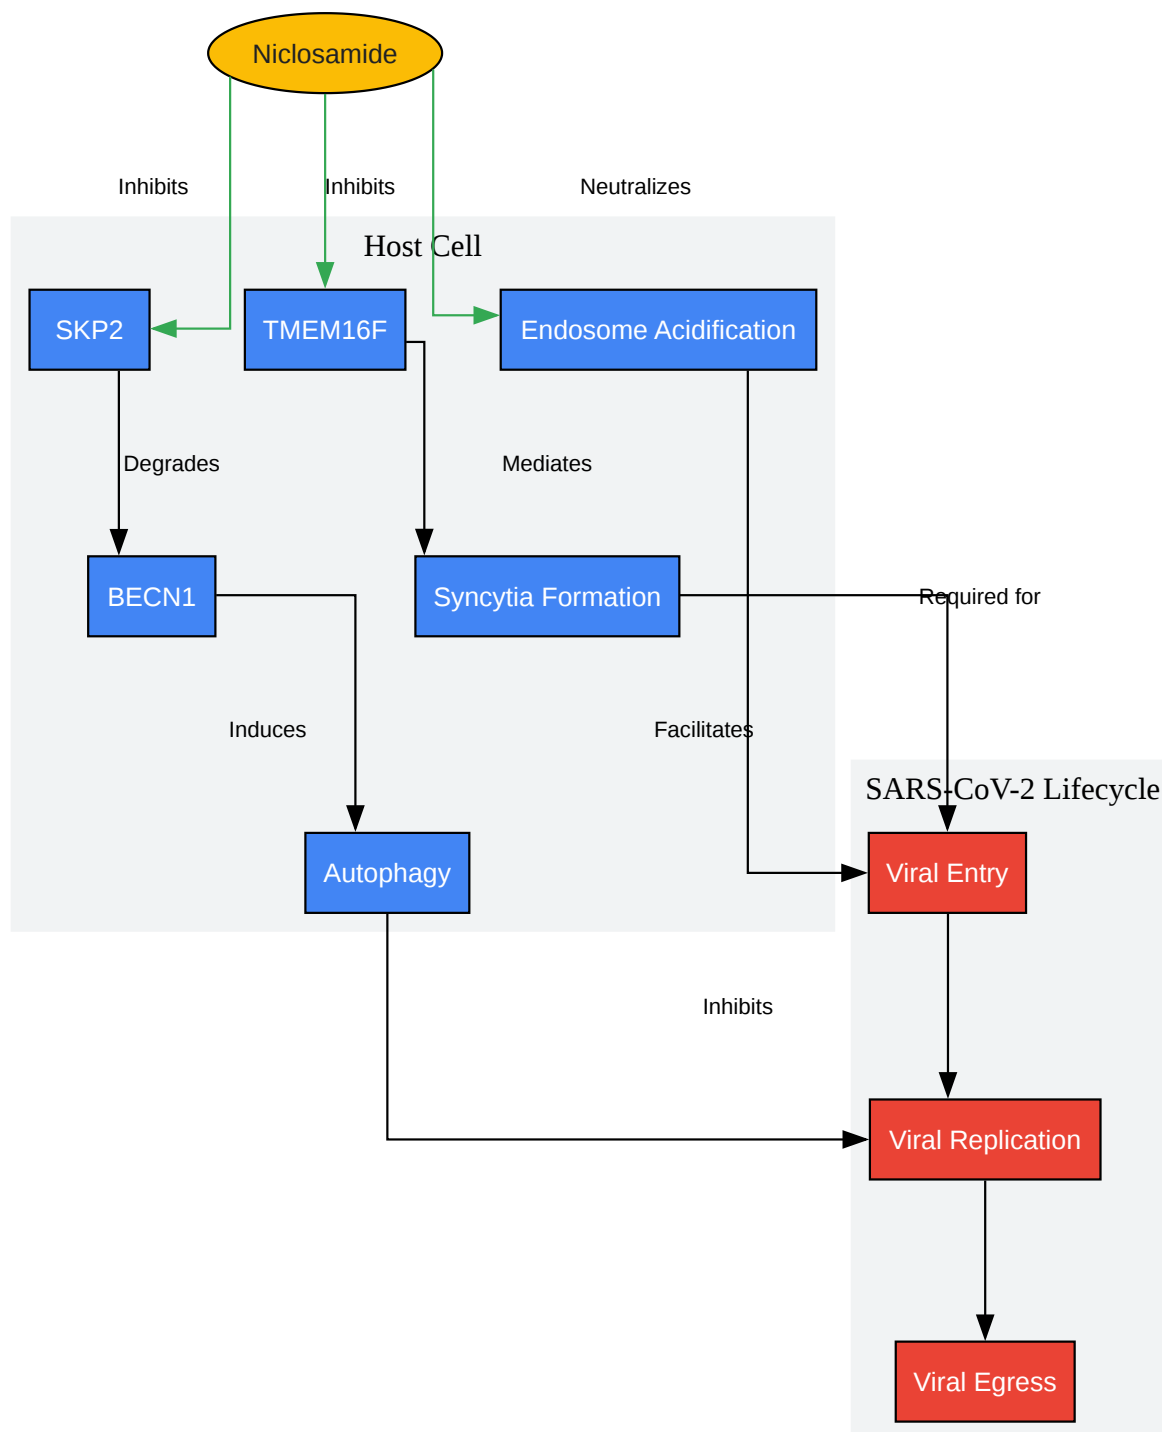 Niclosamide
Inhibits
Inhibits
Neutralizes
Host Cell
SKP2
TMEM16F
Endosome Acidification
Degrades
Mediates
BECN1
Syncytia Formation
Required for
Induces
Facilitates
SARS-CoV-2 Lifecycle
Autophagy
Viral Entry
Inhibits
Viral Replication
Viral Egress